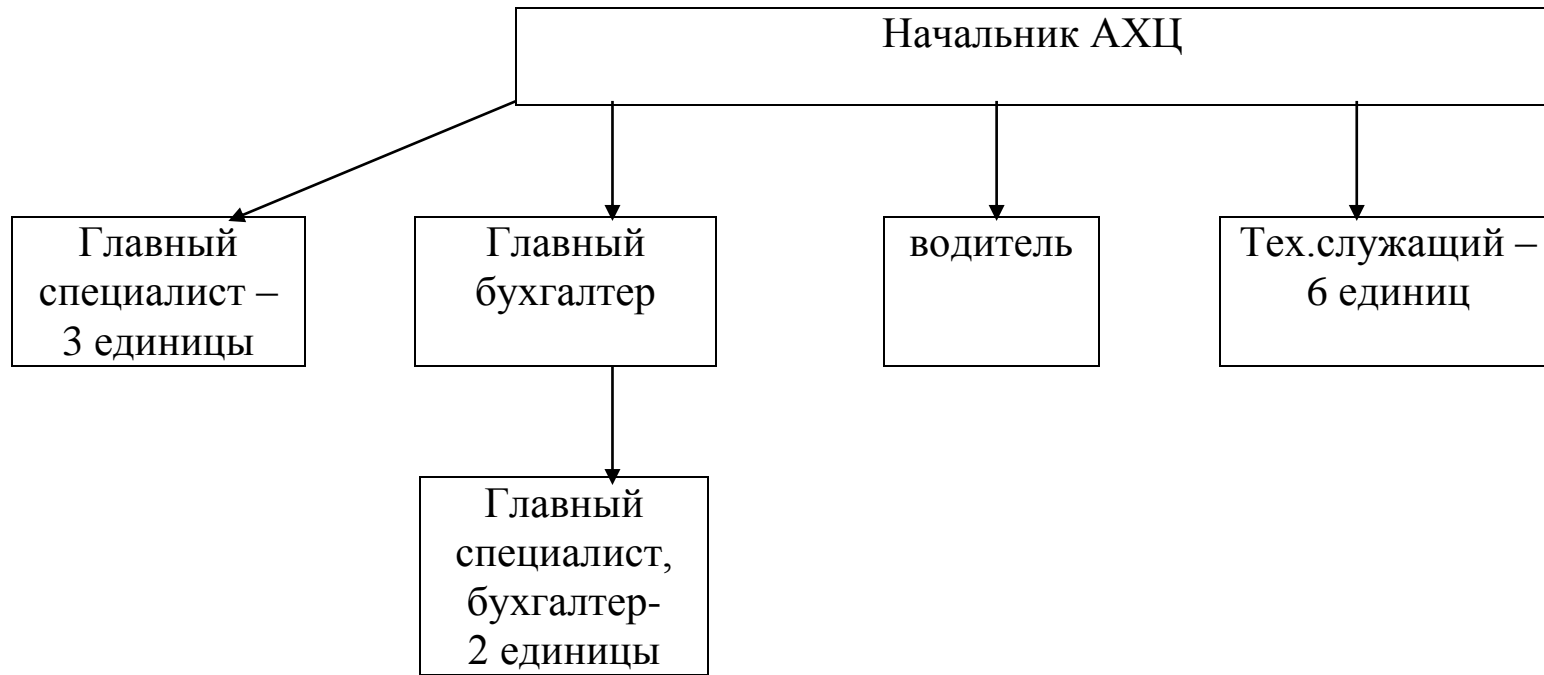 Начальник АХЦ
Главный
специалист –
3 единицы
Главный
бухгалтер
водитель
Тех.служащий –
6 единиц
Главный
специалист,
бухгалтер-
2 единицы